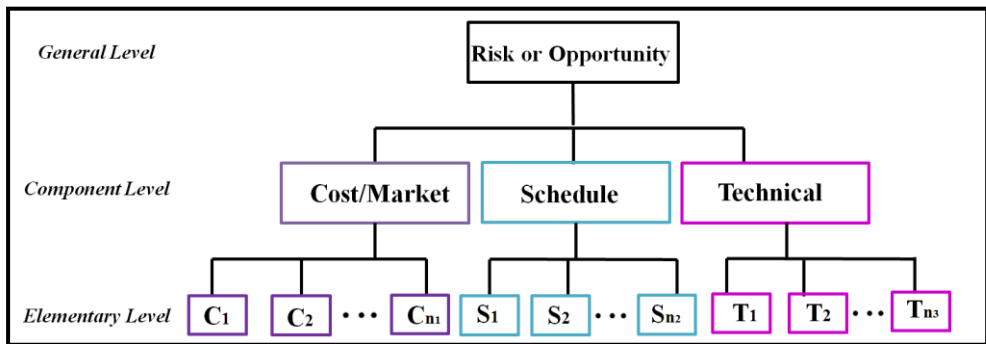 General Level
Risk or Opportunity
Component Level
Cost/Market
Schedule
Technical
Elementary Level
C1
C2
...
Cn1
S1
S2
...
Sn2
T1
T2
...
Tn3